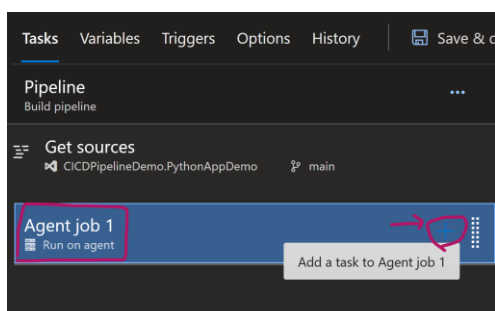 Tasks Variables Triggers Options History Save &
Pipeline
Build pipeline
Get sources
CICDPipelineDemo.PythonAppDemo main
Agent job 1
Run on agent
Add a task to Agent job 1